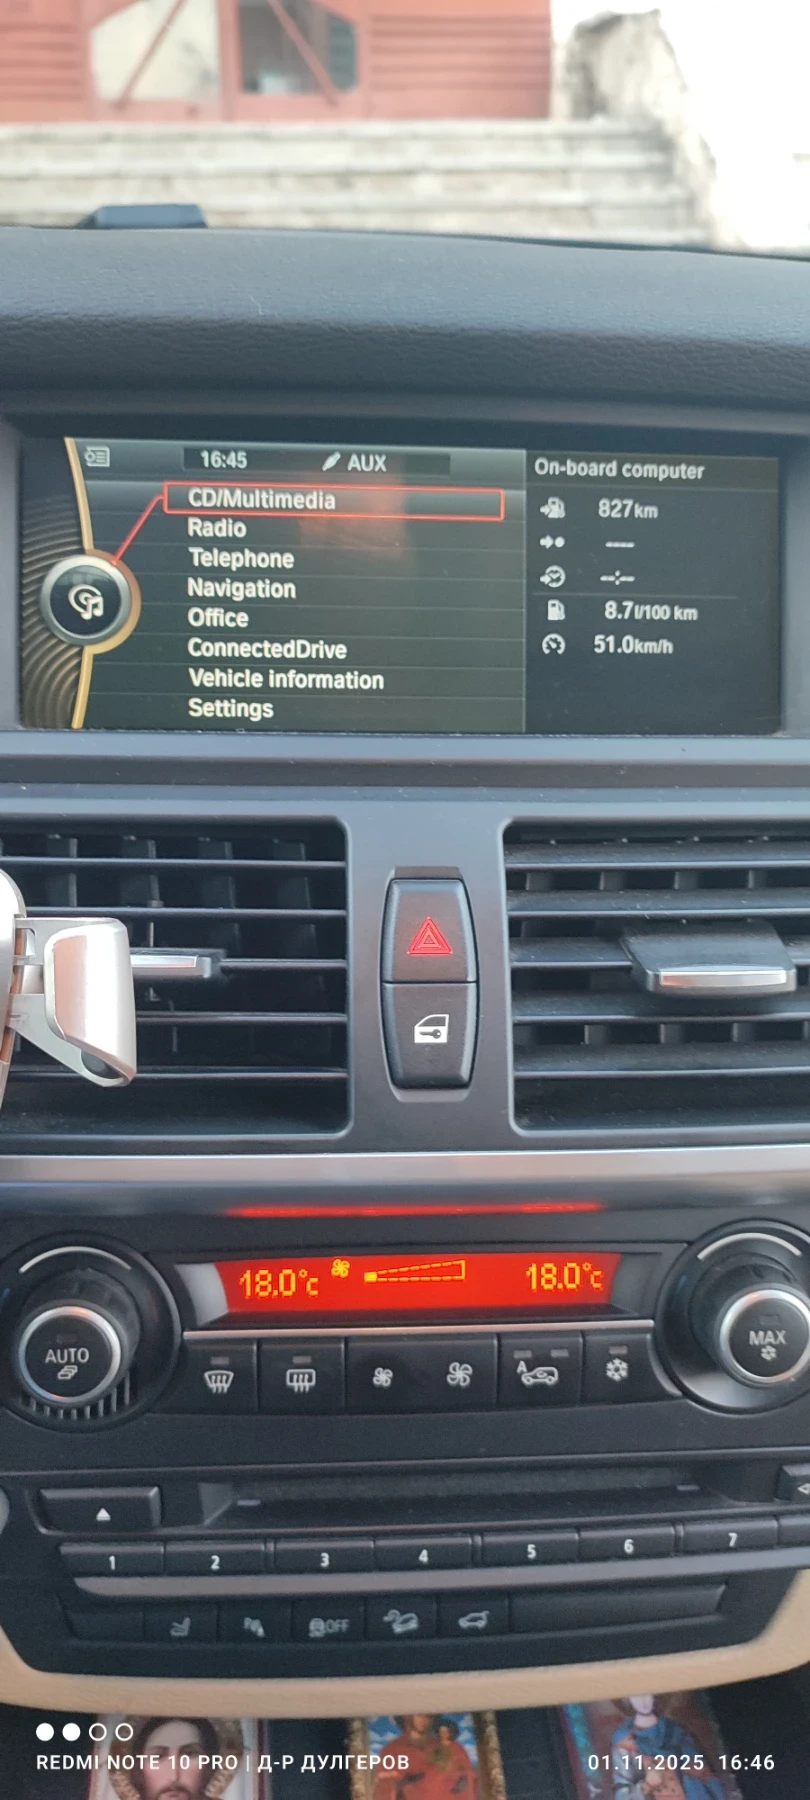 16:45 AUX
CD/Multimedia
Radio
Telephone
Navigation
Office
ConnectedDrive
Vehicle information
Settings
On-board computer
827km
----
--:--
8.7l/100 km
51.0km/h
18.0°c 18.0°c
AUTO
MAX
A
1 2 3 4 5 6 7
OFF
REDMI NOTE 10 PRO | Д-Р ДУЛГЕРОВ
01.11.2025 16:46